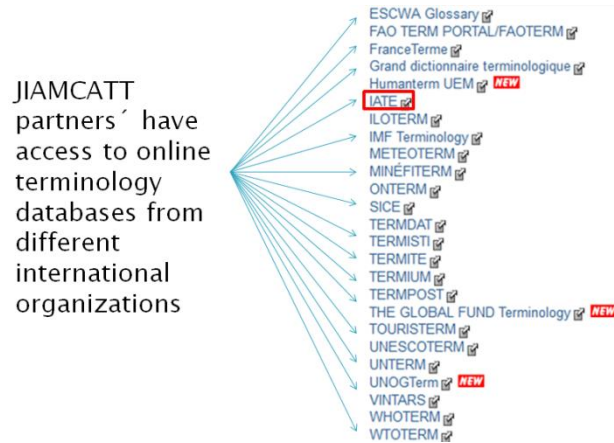 JIAMCATT
partners´ have
access to online
terminology
databases from
different
international
organizations
ESCWA Glossary
FAO TERM PORTAL/FAOTERM
FranceTerme
Grand dictionnaire terminologique
Humanterm UEM NEW
IATE
ILOTERM
IMF Terminology
METEOTERM
MINÉFITERM
ONTERM
SICE
TERMDAT
TERMISTI
TERMITE
TERMIUM
TERMPOST
THE GLOBAL FUND Terminology NEW
TOURISTERM
UNESCOTERM
UNTERM
UNOGTerm NEW
VINTARS
WHOTERM
WTOTERM